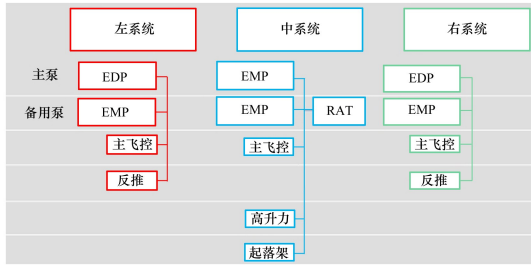 左系统 中系统 右系统
主泵 EDP EMP EDP
备用泵 EMP EMP RAT EMP
主飞控 主飞控 主飞控
反推 反推
高升力
起落架